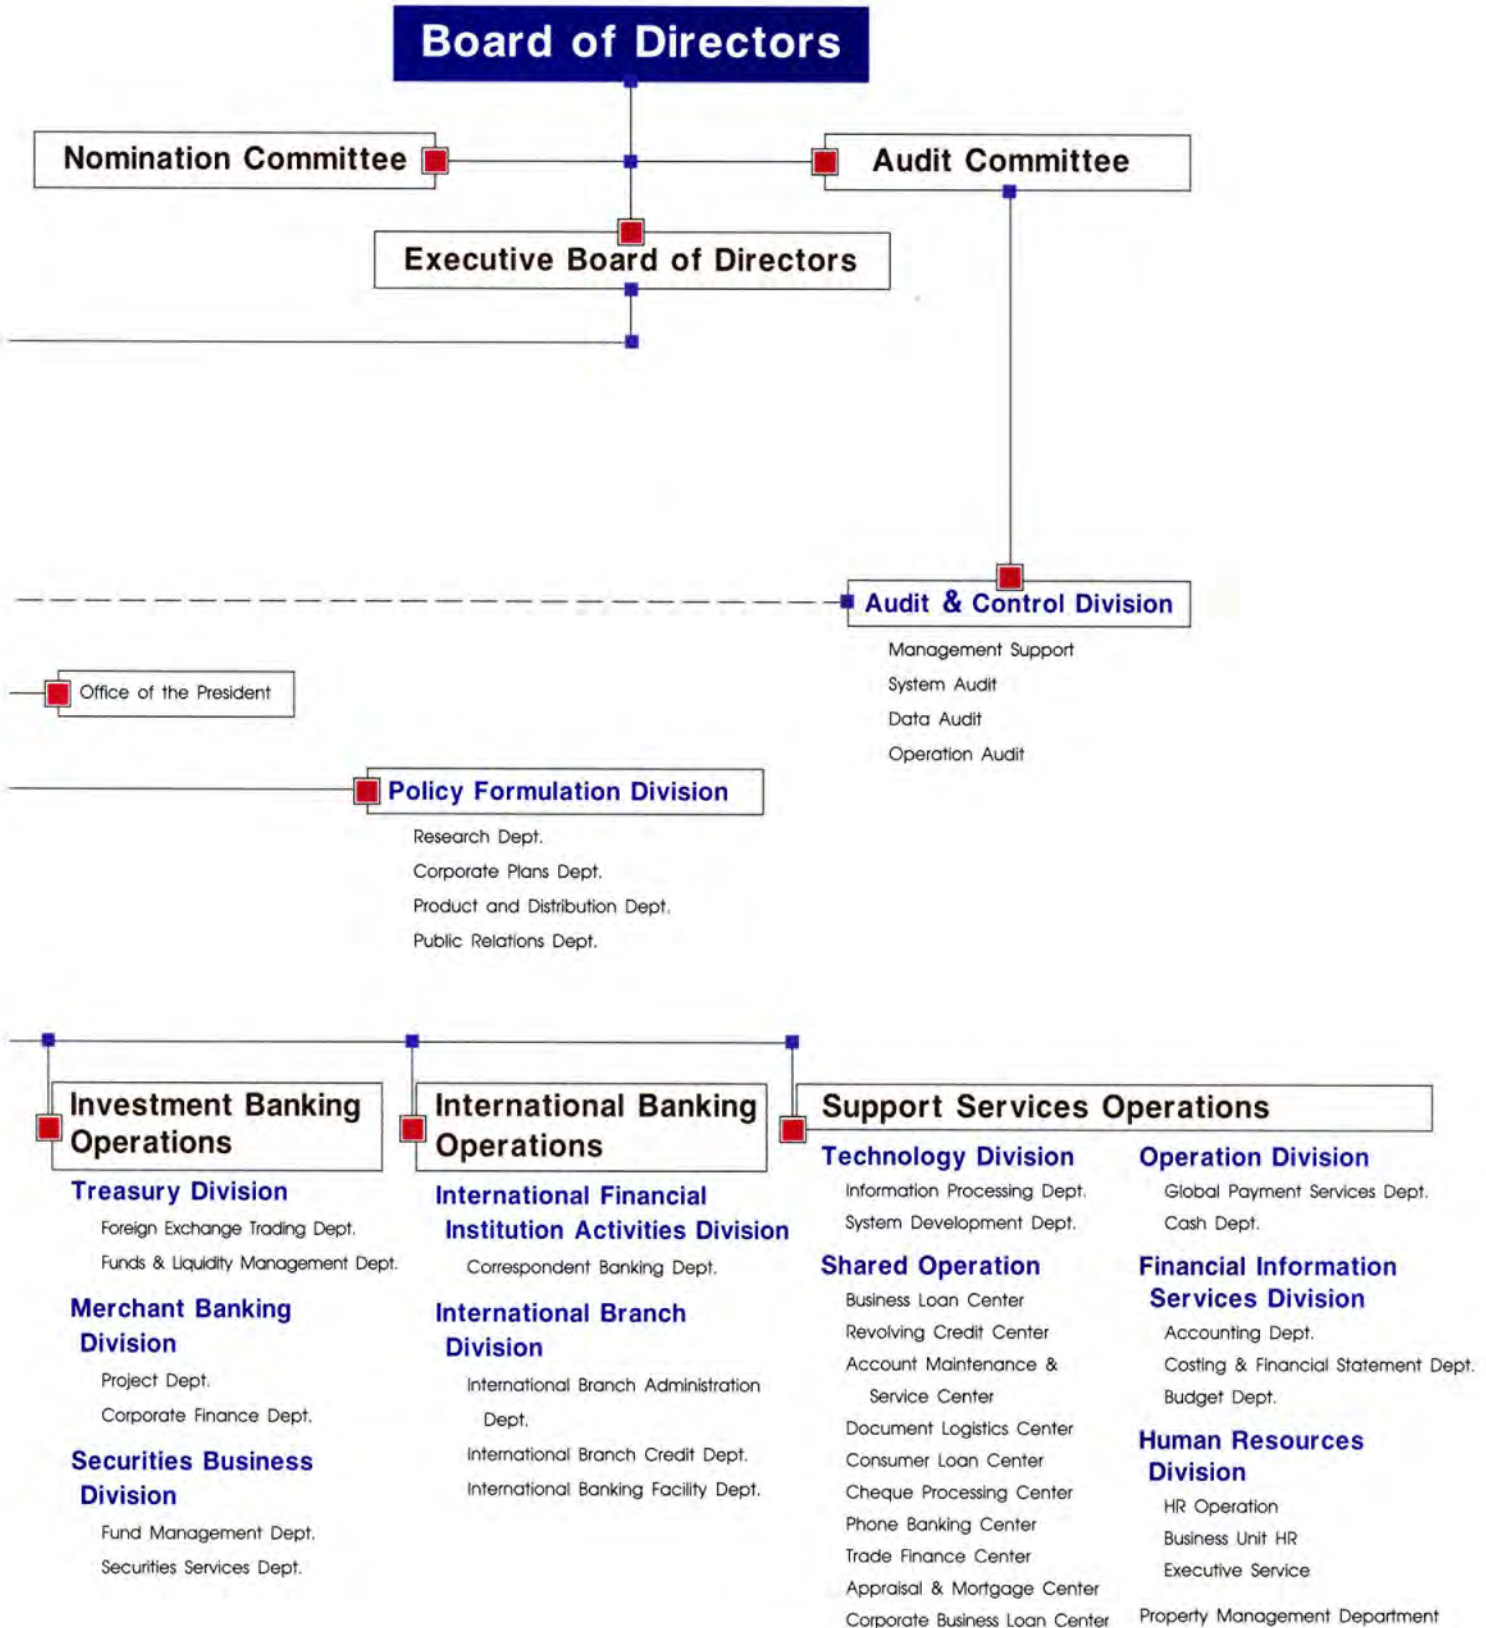 Board of Directors
Nomination Committee
Audit Committee
Executive Board of Directors
Audit & Control Division
Management Support
System Audit
Data Audit
Operation Audit
Office of the President
Policy Formulation Division
Research Dept.
Corporate Plans Dept.
Product and Distribution Dept.
Public Relations Dept.
Investment Banking
Operations
Treasury Division
Foreign Exchange Trading Dept.
Funds & Liquidity Management Dept.
Merchant Banking
Division
Project Dept.
Corporate Finance Dept.
Securities Business
Division
Fund Management Dept.
Securities Services Dept.
International Banking
Operations
International Financial
Institution Activities Division
Correspondent Banking Dept.
International Branch
Division
International Branch Administration
Dept.
International Branch Credit Dept.
International Banking Facility Dept.
Support Services Operations
Technology Division
Information Processing Dept.
System Development Dept.
Shared Operation
Business Loan Center
Revolving Credit Center
Account Maintenance &
Service Center
Document Logistics Center
Consumer Loan Center
Cheque Processing Center
Phone Banking Center
Trade Finance Center
Appraisal & Mortgage Center
Corporate Business Loan Center
Operation Division
Global Payment Services Dept.
Cash Dept.
Financial Information
Services Division
Accounting Dept.
Costing & Financial Statement Dept.
Budget Dept.
Human Resources
Division
HR Operation
Business Unit HR
Executive Service
Property Management Department